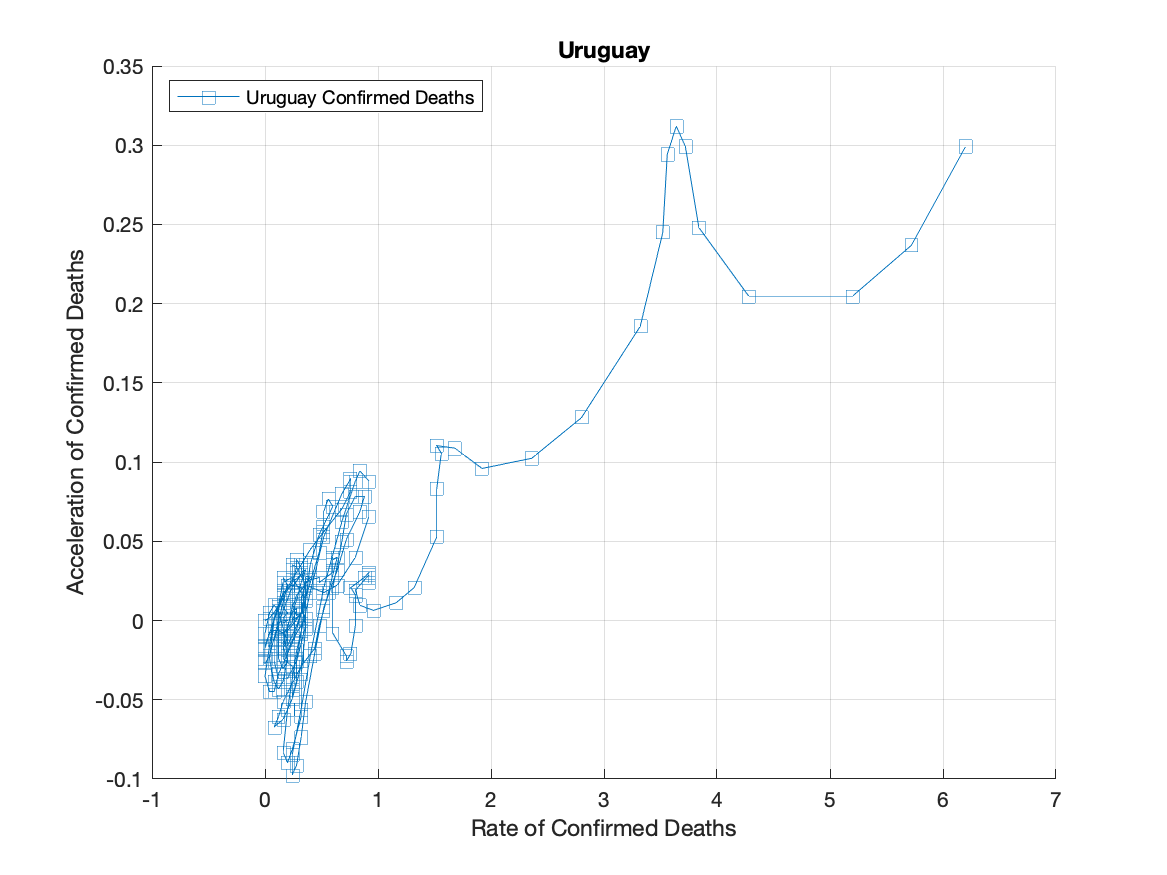 Uruguay
Uruguay Confirmed Deaths
0.35
0.3
0.25
0.2
0.15
0.1
0.05
0
-0.05
-0.1
Acceleration of Confirmed Deaths
-1 0 1 2 3 4 5 6 7
Rate of Confirmed Deaths